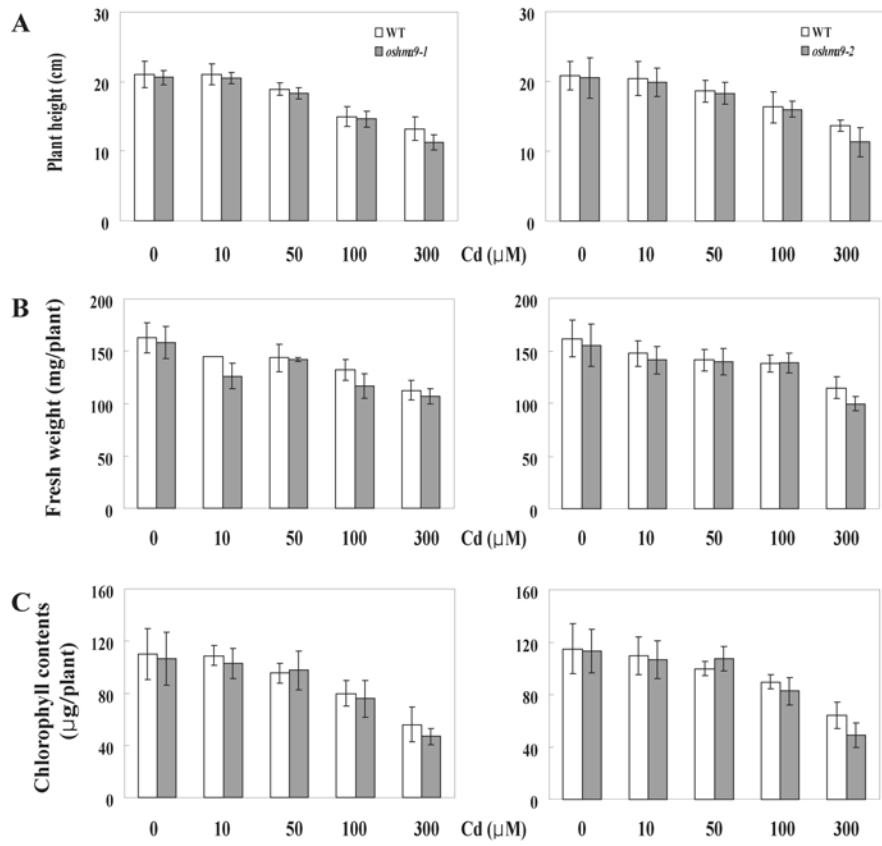 A
Plant height (cm)
30
20
10
0
WT
oshma9-1
0 10 50 100 300 Cd (μM)
30
20
10
0
WT
oshma9-2
0 10 50 100 300
B
Fresh weight (mg/plant)
200
150
100
50
0
0 10 50 100 300 Cd (μM)
200
150
100
50
0
0 10 50 100 300
C
Chlorophyll contents
(μg/plant)
160
120
80
40
0
0 10 50 100 300 Cd (μM)
160
120
80
40
0
0 10 50 100 300